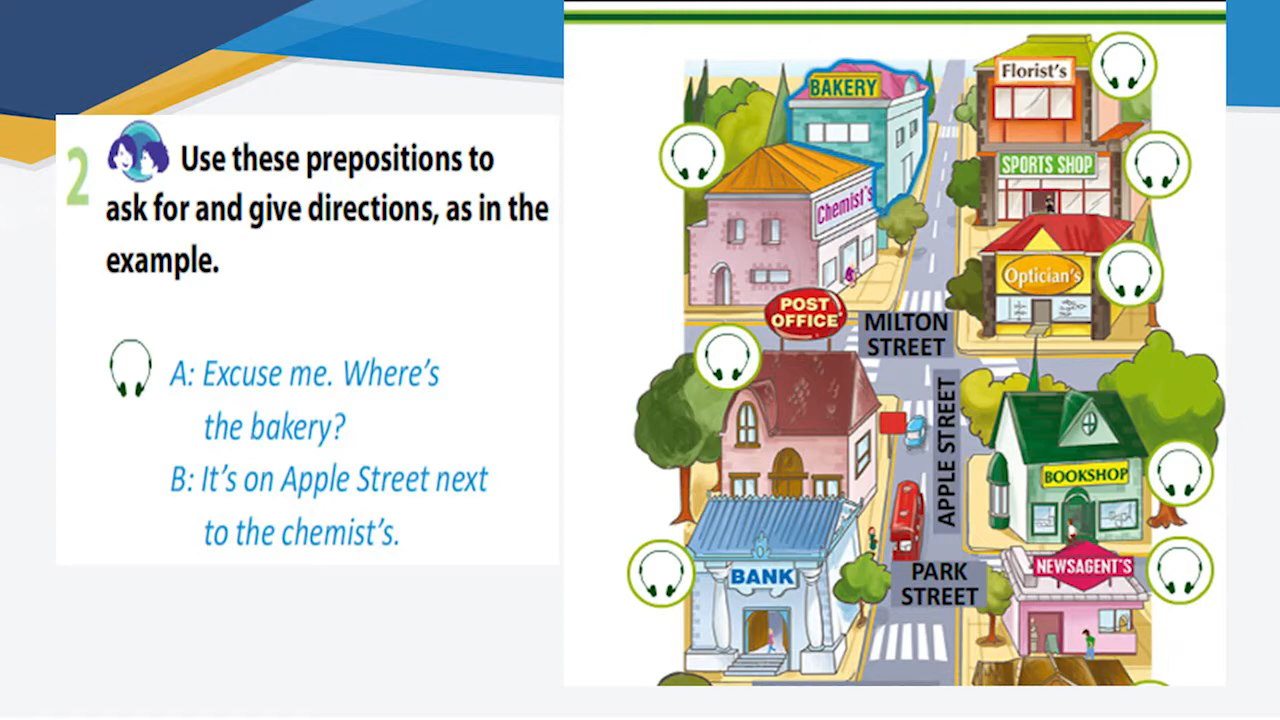 2 Use these prepositions to
ask for and give directions, as in the
example.
A: Excuse me. Where's
the bakery?
B: It's on Apple Street next
to the chemist's.
BAKERY
Florist's
SPORTS SHOP
Chemist's
Optician's
POST
OFFICE
MILTON
STREET
APPLE STREET
BOOKSHOP
BANK
PARK
STREET
NEWSAGENT'S